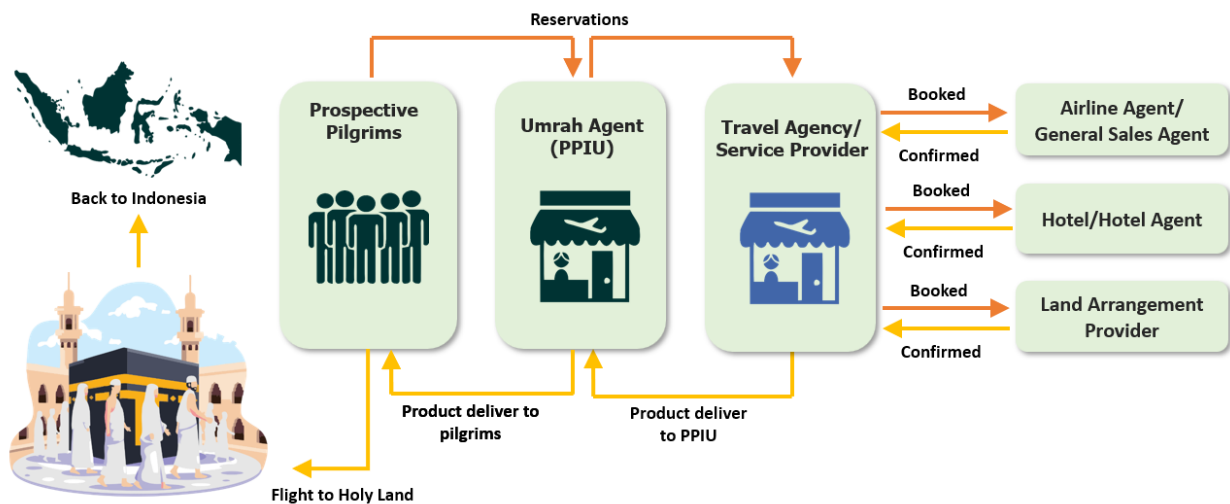 Reservations
Prospective
Pilgrims
Umrah Agent
(PPIU)
Travel Agency/
Service Provider
Booked
Confirmed
Airline Agent/
General Sales Agent
Booked
Confirmed
Hotel/Hotel Agent
Booked
Confirmed
Land Arrangement
Provider
Back to Indonesia
Product deliver to
pilgrims
Product deliver
to PPIU
Flight to Holy Land